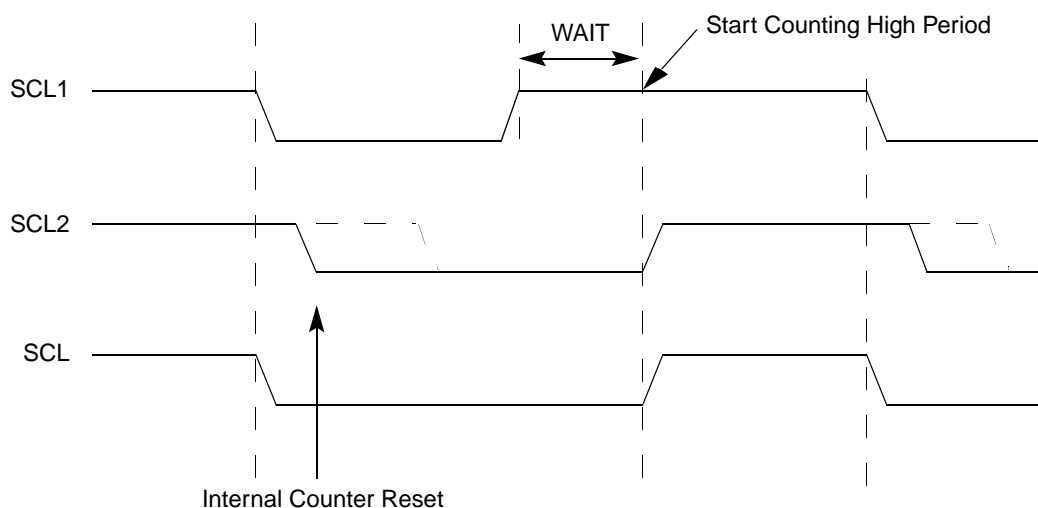 Start Counting High Period
WAIT
SCL1
SCL2
SCL
Internal Counter Reset